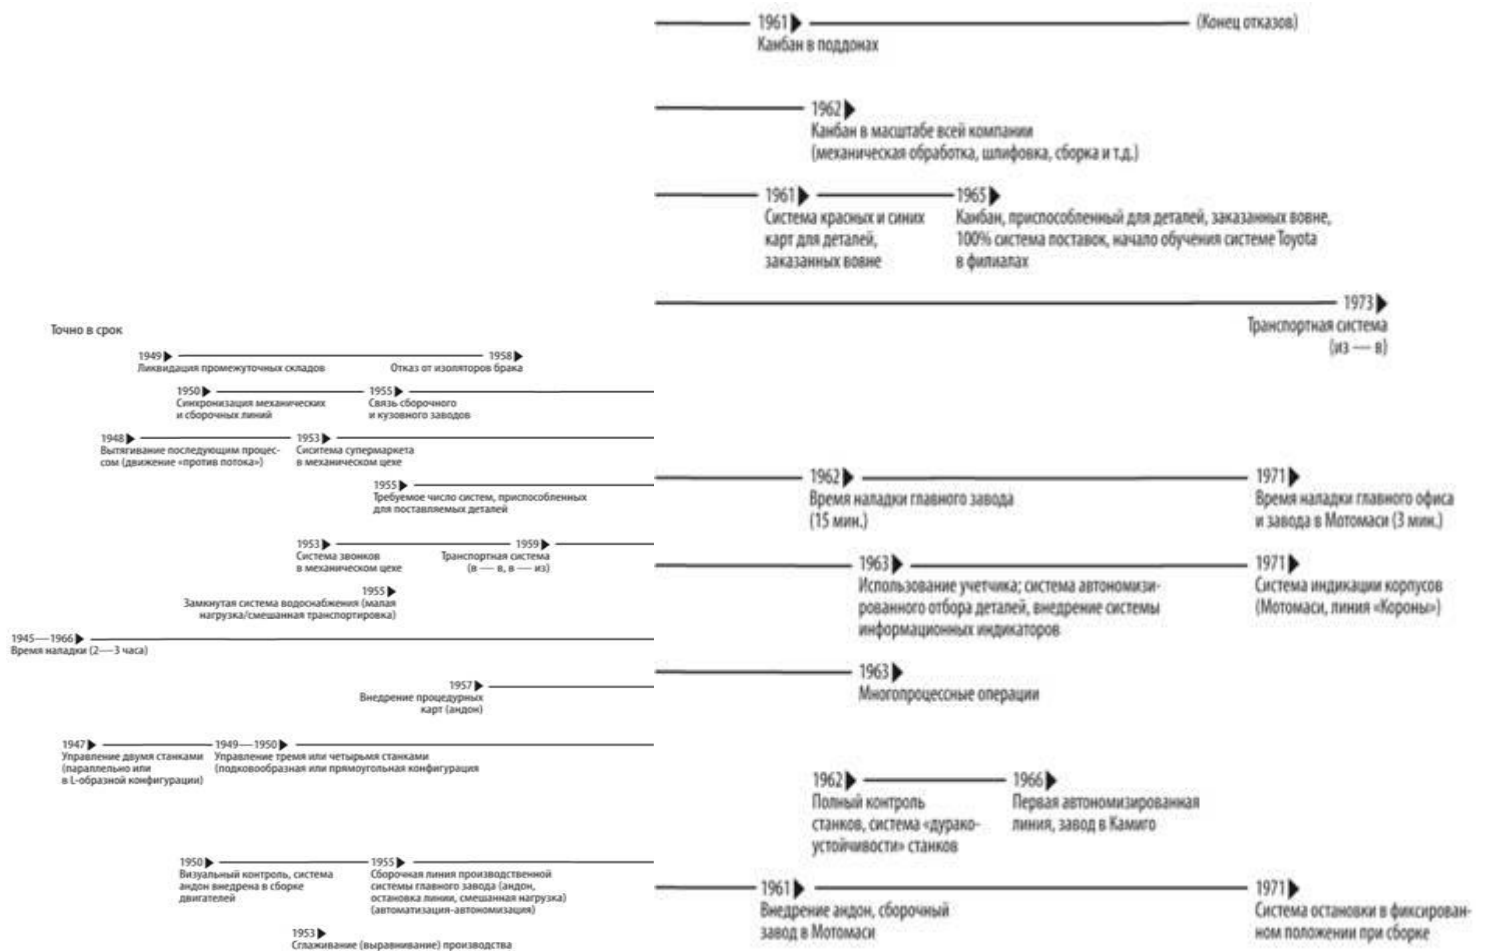 Точно в срок
1949
1958
Ликвидация промежуточных складов
Отказ от изоляторов брака
1950
1955
Синхронизация механических
и сборочных линий
Связь сборочного
и кузовного заводов
1948
1953
Вытягивание последующим процес-
сом (движение «против потока»)
Сиситема супермаркета
в механическом цехе
1955
Требуемое число систем, приспособленных
для поставляемых деталей
1953
1959
Система звонков
в механическом цехе
Транспортная система
(в — в, в — из)
1955
Замкнутая система водоснабжения (малая
нагрузка/смешанная транспортировка)
1945—1966
Время наладки (2—3 часа)
1957
Внедрение процедурных
карт (андон)
1947
1949—1950
Управление двумя станками
(параллельно или
в L-образной конфигурации)
Управление тремя или четырьмя станками
(подковообразная или прямоугольная конфигурация
1950
1955
Визуальный контроль, система
андон внедрена в сборке
двигателей
Сборочная линия производственной
системы главного завода (андон,
остановка линии, смешанная нагрузка)
(автоматизация-автономизация)
1953
Сглаживание (выравнивание) производства
1961
(Конец отказов)
Канбан в поддонах
1962
Канбан в масштабе всей компании
(механическая обработка, шлифовка, сборка и т.д.)
1961
1965
Система красных и синих
карт для деталей,
заказанных вовне
Канбан, приспособленный для деталей, заказанных вовне,
100% система поставок, начало обучения системе Toyota
в филиалах
1973
Транспортная система
(из — в)
1962
1971
Время наладки главного завода
(15 мин.)
Время наладки главного офиса
и завода в Мотомаси (3 мин.)
1963
1971
Использование учетчика; система автономизи-
рованного отбора деталей, внедрение системы
информационных индикаторов
Система индикации корпусов
(Мотомаси, линия «Короны»)
1963
Многопроцессные операции
1962
1966
Полный контроль
станков, система «дурако-
устойчивости» станков
Первая автономизированная
линия, завод в Камиго
1961
1971
Внедрение андон, сборочный
завод в Мотомаси
Система остановки в фиксирован-
ном положении при сборке